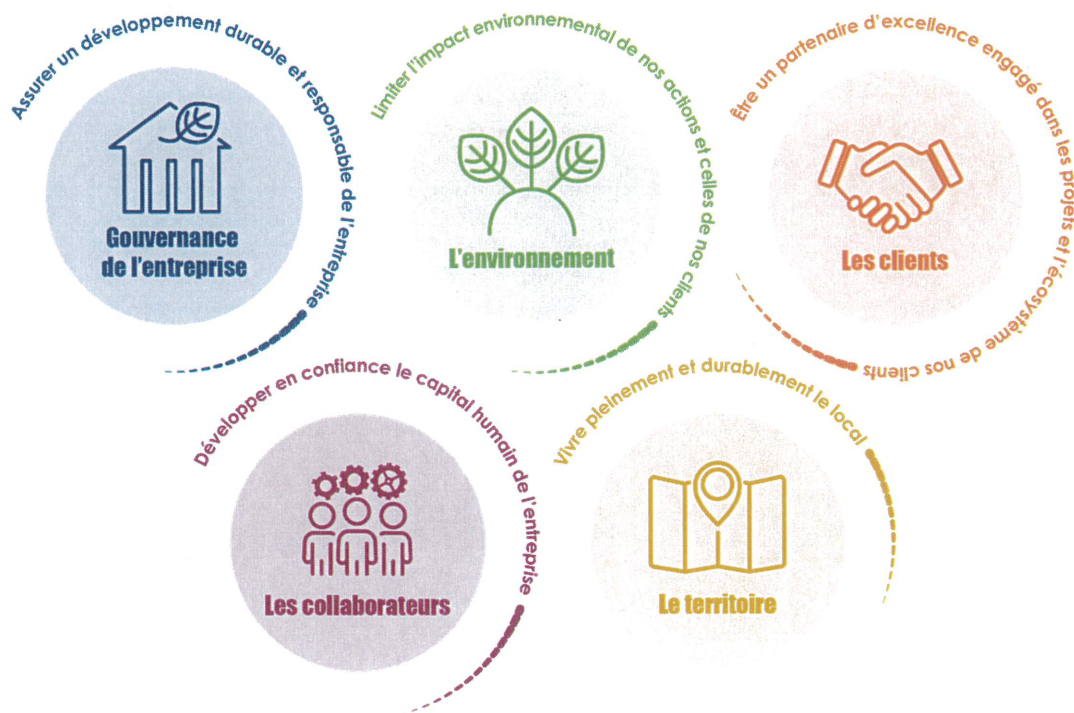 Assurer un développement durable et responsable de l'entreprise
Gouvernance
de l'entreprise
Limiter l'impact environnemental de nos actions et celles de nos clients
L'environnement
Être un partenaire d'excellence engagé dans les projets et l'écosystème de nos clients
Les clients
Développer en confiance le capital humain de l'entreprise
Les collaborateurs
Vivre pleinement et durablement le local
Le territoire